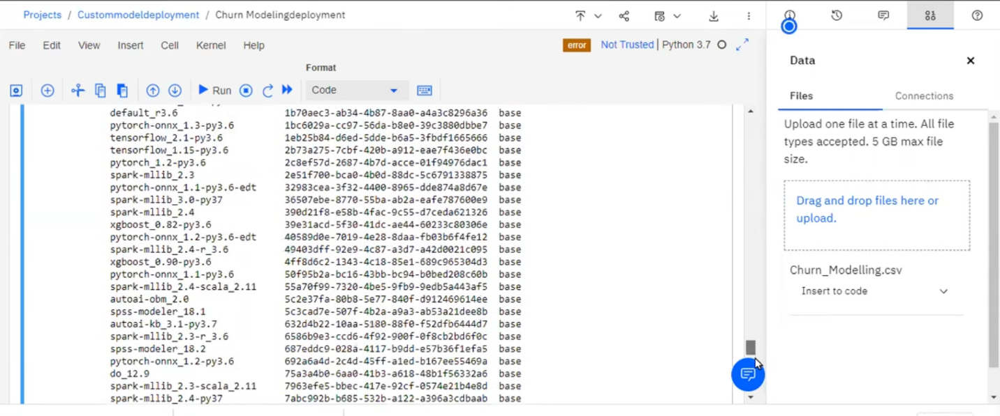 Projects / Custommodeldeployment / Churn Modelingdeployment
File Edit View Insert Cell Kernel Help
error Not Trusted | Python 3.7
Format
Run Code
default_r3.6 1b70aec3-ab34-4b87-8aa0-a4a3c8296a36 base
pytorch-onnx_1.3-py3.6 1bc6029a-cc97-56da-b8e0-39c3880dbbe7 base
tensorflow_2.1-py3.6 1eb25b84-d6ed-5dde-b6a5-3fbdf1665666 base
tensorflow_1.15-py3.6 2b73a275-7cbf-420b-a912-eae7f436e0bc base
pytorch_1.2-py3.6 2c8ef57d-2687-4b7d-acce-01f94976dac1 base
spark-mllib_2.3 2e51f700-bca0-4b0d-88dc-5c6791338875 base
pytorch-onnx_1.1-py3.6-edt 32983cea-3f32-4400-8965-dde874a8d67e base
spark-mllib_3.0-py37 36507ebe-8770-55ba-ab2a-eafe787600e9 base
spark-mllib_2.4 390d21f8-e58b-4fac-9c55-d7ceda621326 base
xgboost_0.82-py3.6 39e31acd-5f30-41dc-ae44-60233c80306e base
pytorch-onnx_1.2-py3.6-edt 40589d0e-7019-4e28-8daa-fb03b6f4fe12 base
spark-mllib_2.4-r_3.6 49403dff-92e9-4c87-a3d7-a42d0021c095 base
xgboost_0.90-py3.6 4ff8d6c2-1343-4c18-85e1-689c965304d3 base
pytorch-onnx_1.1-py3.6 50f95b2a-bc16-43bb-bc94-b0bed208c60b base
spark-mllib_2.4-scala_2.11 55a70f99-7320-4be5-9fb9-9edb5a443af5 base
autoai-obm_2.0 5c2e37fa-80b8-5e77-840f-d912469614ee base
spss-modeler_18.1 5c3cad7e-507f-4b2a-a9a3-ab53a21dee8b base
autoai-kb_3.1-py3.7 632d4b22-10aa-5180-88f0-f52dfb6444d7 base
spark-mllib_2.3-r_3.6 6586b9e3-ccd6-4f92-900f-0f8cb2bd6f0c base
spss-modeler_18.2 687eddc9-028a-4117-b9dd-e57b36f1efa5 base
pytorch-onnx_1.2-py3.6 692a6a4d-2c4d-45ff-a1ed-b167ee55469a base
do_12.9 75a3a4b0-6aa0-41b3-a618-48b1f56332a6 base
spark-mllib_2.3-scala_2.11 7963efe5-bbec-417e-92cf-0574e21b4e8d base
spark-mllib_2.4-py37 7abc992b-b685-532b-a122-a396a3cdbaab base
Data
Files Connections
Upload one file at a time. All file
types accepted. 5 GB max file
size.
Drag and drop files here or
upload.
Churn_Modelling.csv
Insert to code